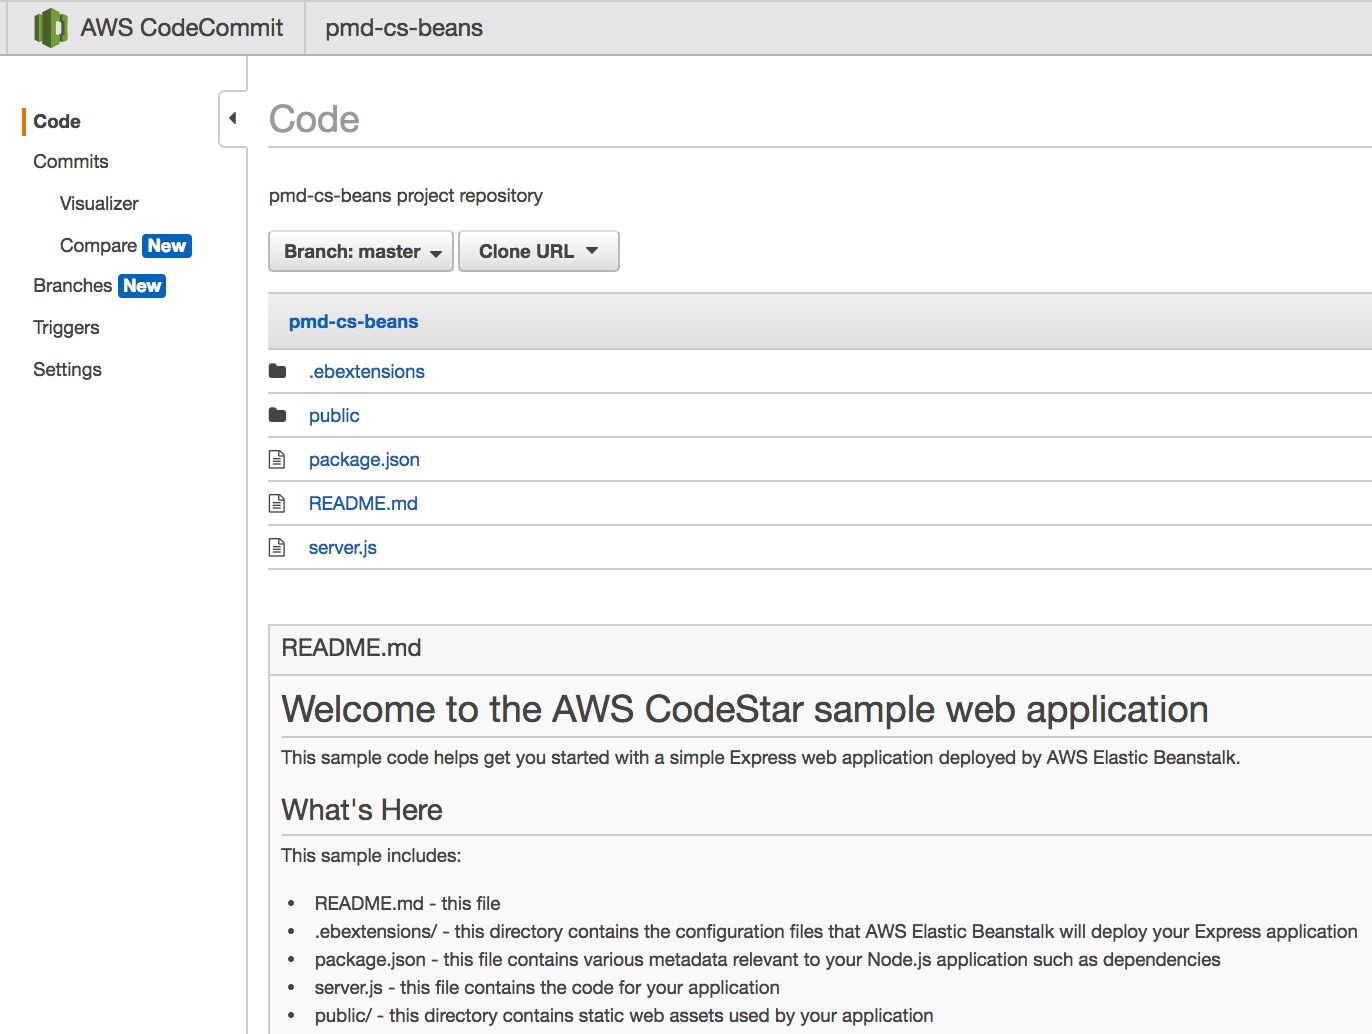 AWS CodeCommit
pmd-cs-beans
Code
Commits
Visualizer
Compare New
Branches New
Triggers
Settings
Code
pmd-cs-beans project repository
Branch: master
Clone URL
pmd-cs-beans
.ebextensions
public
package.json
README.md
server.js
README.md
Welcome to the AWS CodeStar sample web application
This sample code helps get you started with a simple Express web application deployed by AWS Elastic Beanstalk.
What's Here
This sample includes:
• README.md - this file
• .ebextensions/ - this directory contains the configuration files that AWS Elastic Beanstalk will deploy your Express application
• package.json - this file contains various metadata relevant to your Node.js application such as dependencies
• server.js - this file contains the code for your application
• public/ - this directory contains static web assets used by your application